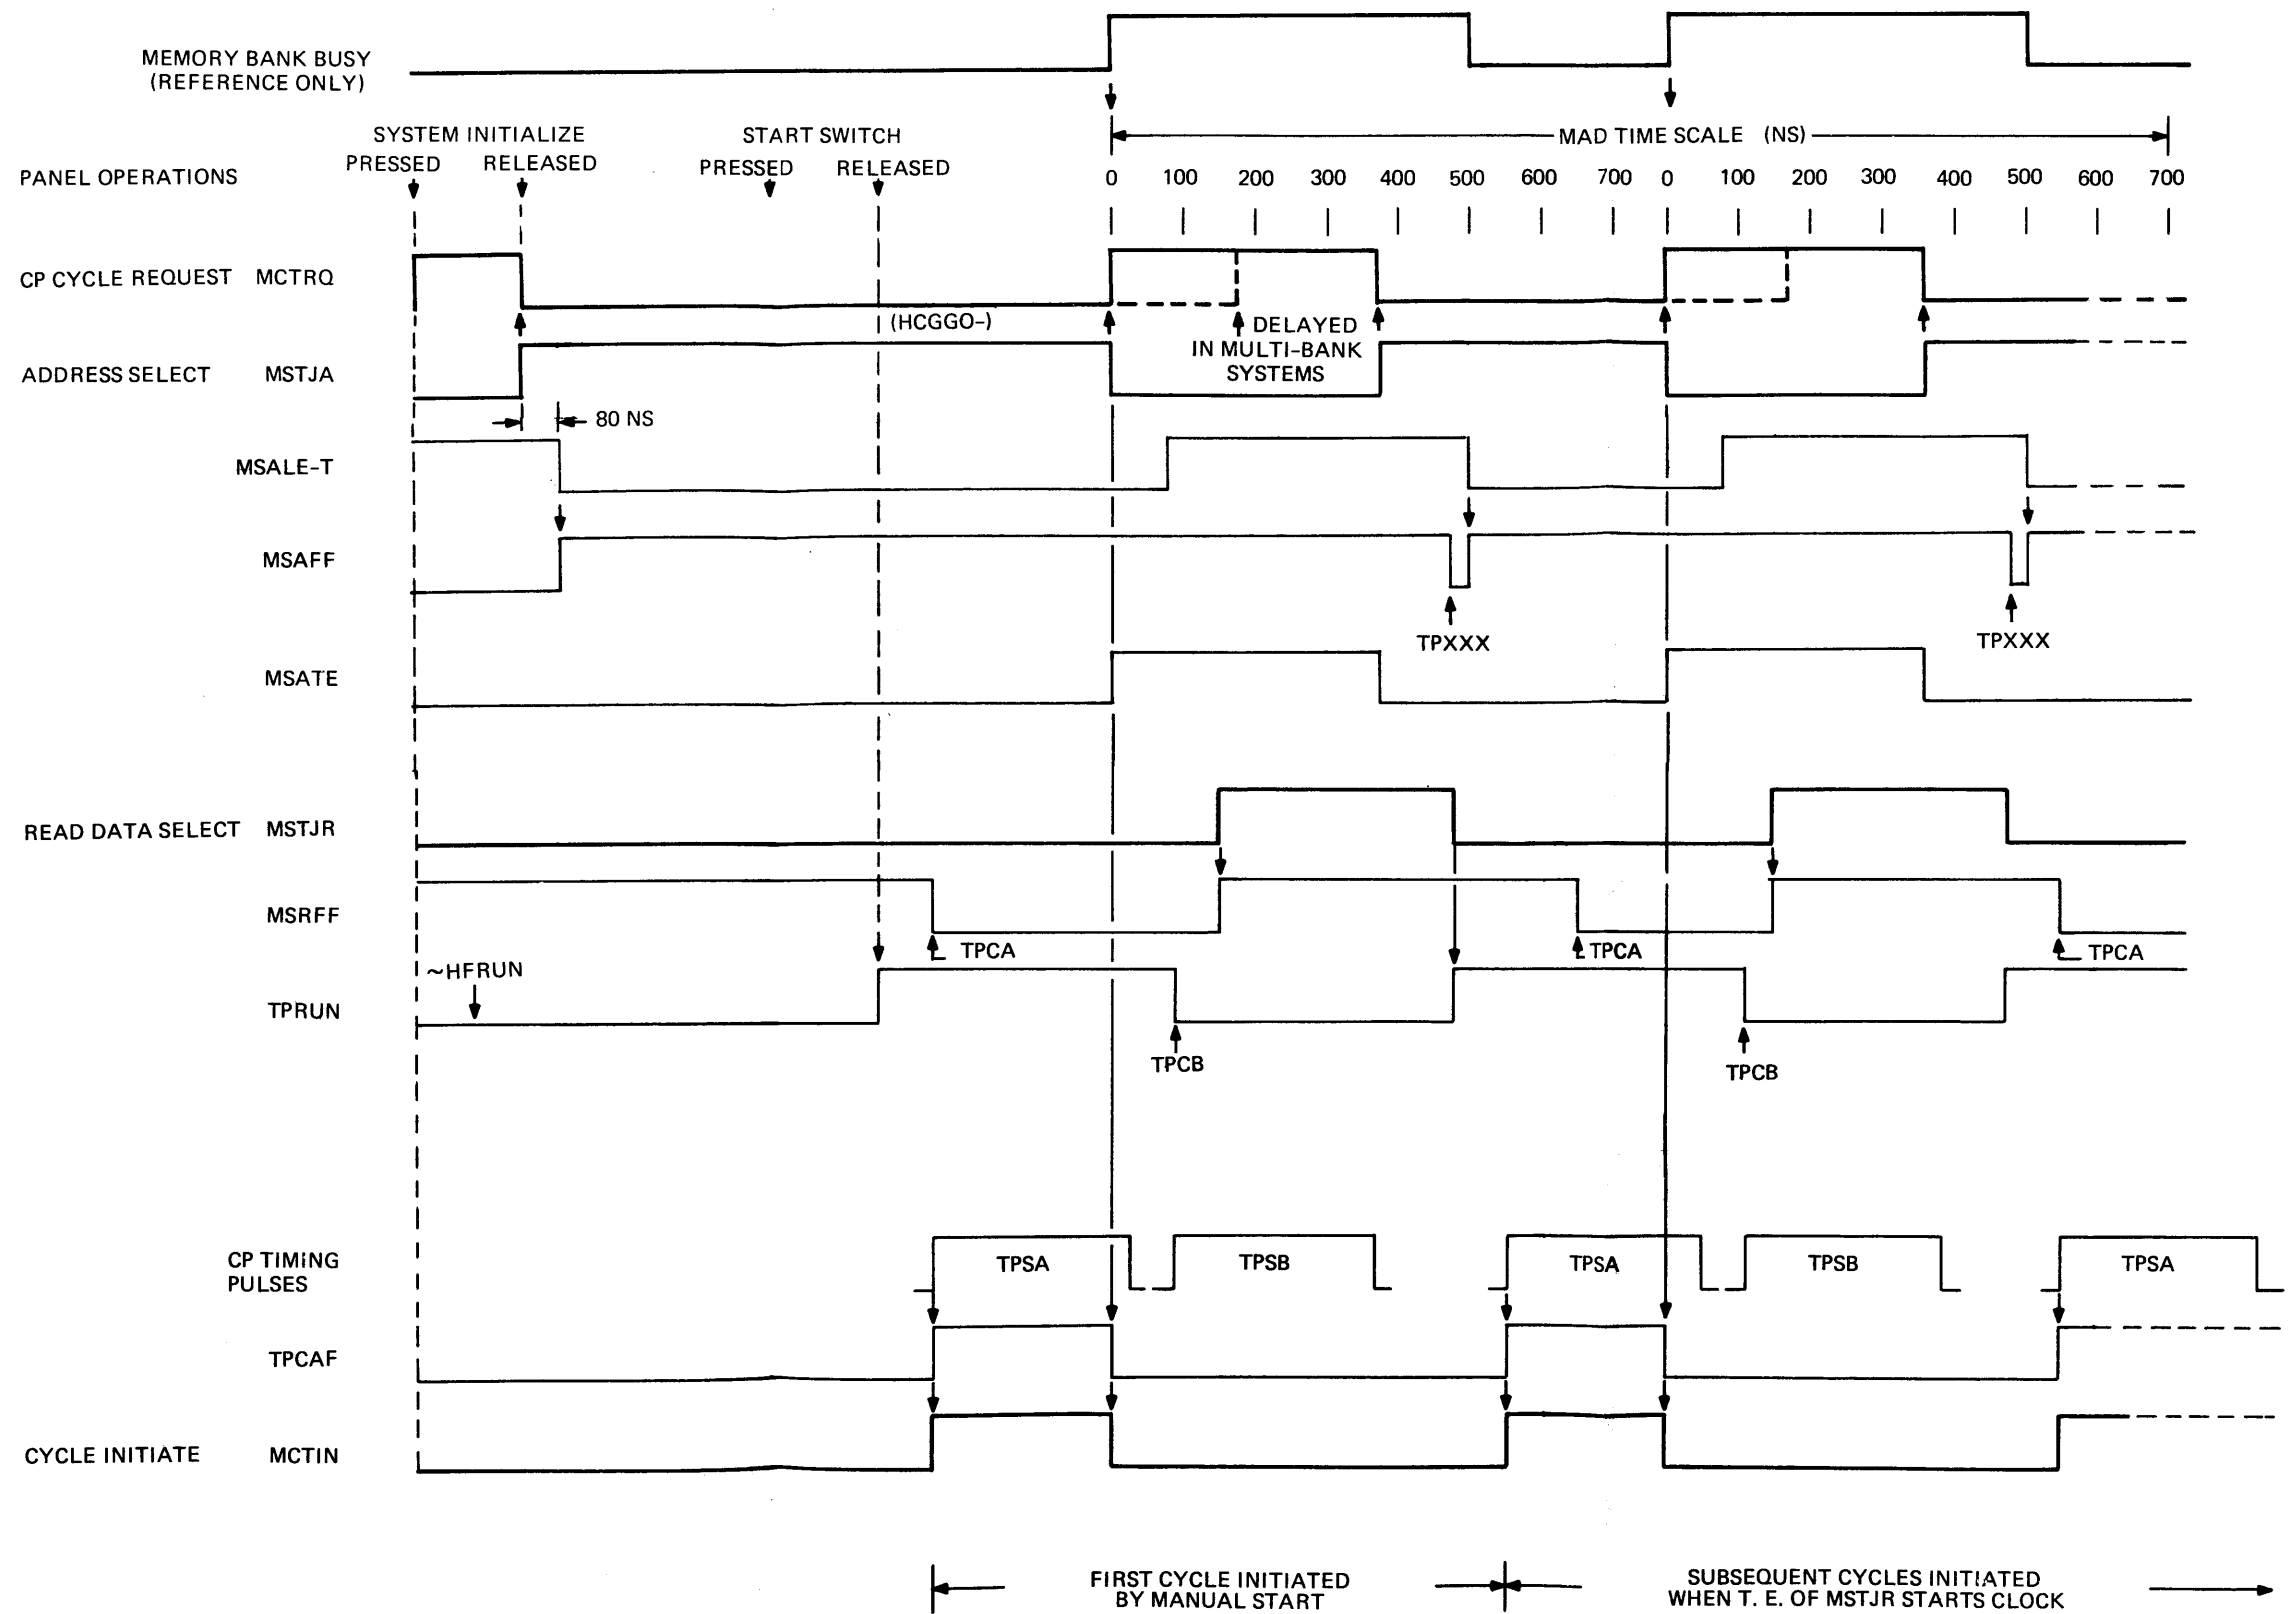 MEMORY BANK BUSY
(REFERENCE ONLY)
SYSTEM INITIALIZE
START SWITCH
MAD TIME SCALE (NS)
PRESSED RELEASED PRESSED RELEASED
PANEL OPERATIONS
0 100 200 300 400 500 600 700 0 100 200 300 400 500 600 700
CP CYCLE REQUEST MCTRQ
(HCGGO-)
DELAYED
IN MULTI-BANK
SYSTEMS
ADDRESS SELECT MSTJA
80 NS
MSALE-T
MSAFF
TPXXX TPXXX
MSATE
READ DATA SELECT MSTJR
MSRFF
TPCA TPCA TPCA
~HFRUN
TPRUN
TPCB TPCB
CP TIMING
PULSES
TPSA TPSB TPSA TPSB TPSA
TPCAF
CYCLE INITIATE MCTIN
FIRST CYCLE INITIATED
BY MANUAL START
SUBSEQUENT CYCLES INITIATED
WHEN T. E. OF MSTJR STARTS CLOCK